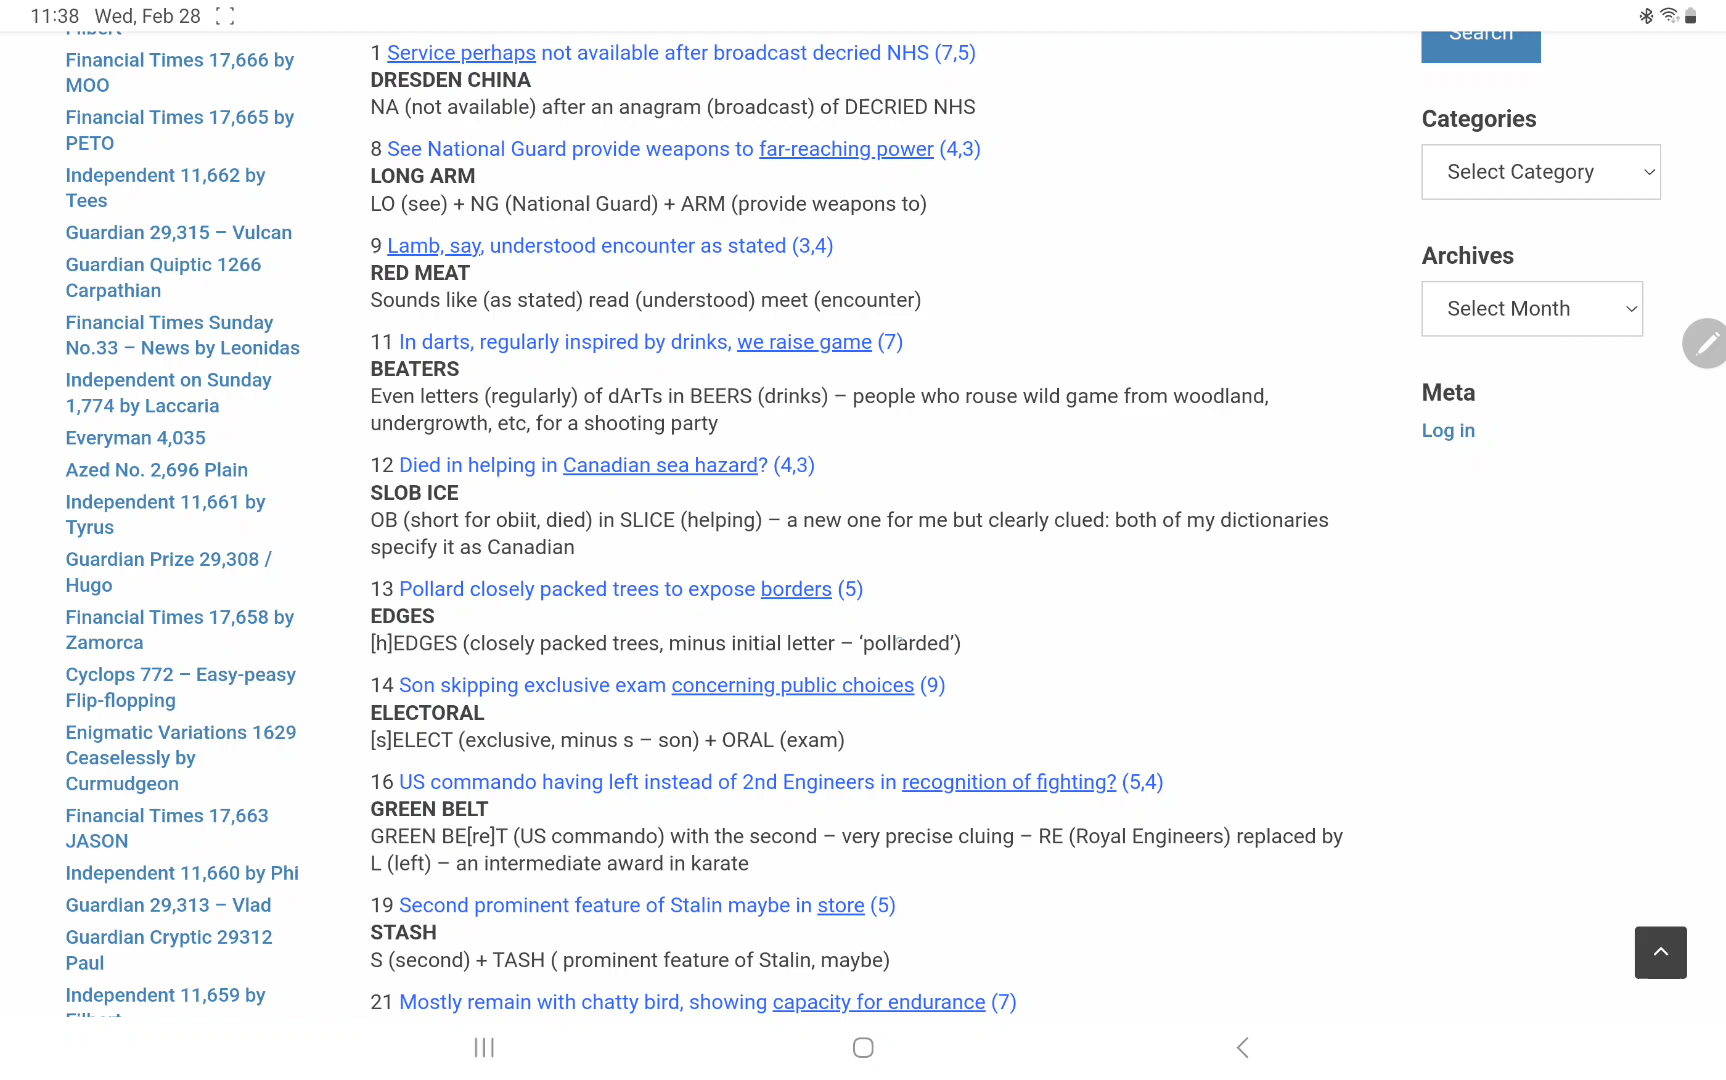 11:38 Wed, Feb 28
Financial Times 17,666 by
MOO
Financial Times 17,665 by
PETO
Independent 11,662 by
Tees
Guardian 29,315 – Vulcan
Guardian Quiptic 1266
Carpathian
Financial Times Sunday
No.33 – News by Leonidas
Independent on Sunday
1,774 by Laccaria
Everyman 4,035
Azed No. 2,696 Plain
Independent 11,661 by
Tyrus
Guardian Prize 29,308 /
Hugo
Financial Times 17,658 by
Zamorca
Cyclops 772 – Easy-peasy
Flip-flopping
Enigmatic Variations 1629
Ceaselessly by
Curmudgeon
Financial Times 17,663
JASON
Independent 11,660 by Phi
Guardian 29,313 – Vlad
Guardian Cryptic 29312
Paul
Independent 11,659 by
1 Service perhaps not available after broadcast decried NHS (7,5)
DRESDEN CHINA
NA (not available) after an anagram (broadcast) of DECRIED NHS
8 See National Guard provide weapons to far-reaching power (4,3)
LONG ARM
LO (see) + NG (National Guard) + ARM (provide weapons to)
9 Lamb, say, understood encounter as stated (3,4)
RED MEAT
Sounds like (as stated) read (understood) meet (encounter)
11 In darts, regularly inspired by drinks, we raise game (7)
BEATERS
Even letters (regularly) of dArTs in BEERS (drinks) – people who rouse wild game from woodland,
undergrowth, etc, for a shooting party
12 Died in helping in Canadian sea hazard? (4,3)
SLOB ICE
OB (short for obiit, died) in SLICE (helping) – a new one for me but clearly clued: both of my dictionaries
specify it as Canadian
13 Pollard closely packed trees to expose borders (5)
EDGES
[h]EDGES (closely packed trees, minus initial letter – ‘pollarded’)
14 Son skipping exclusive exam concerning public choices (9)
ELECTORAL
[s]ELECT (exclusive, minus s – son) + ORAL (exam)
16 US commando having left instead of 2nd Engineers in recognition of fighting? (5,4)
GREEN BELT
GREEN BE[re]T (US commando) with the second – very precise cluing – RE (Royal Engineers) replaced by
L (left) – an intermediate award in karate
19 Second prominent feature of Stalin maybe in store (5)
STASH
S (second) + TASH ( prominent feature of Stalin, maybe)
21 Mostly remain with chatty bird, showing capacity for endurance (7)
Search
Categories
Select Category
Archives
Select Month
Meta
Log in